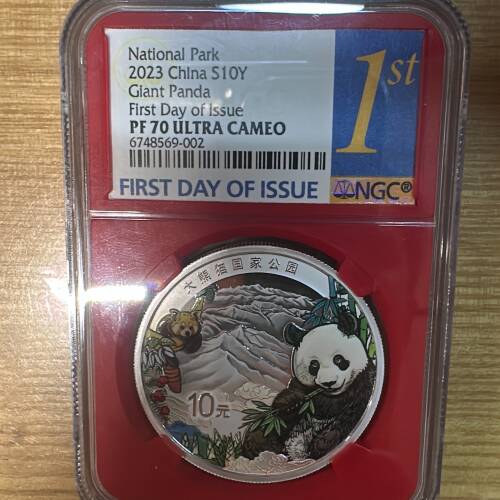 National Park
2023 China S10Y
Giant Panda
First Day of Issue
PF 70 ULTRA CAMEO
6748569-002
1st
FIRST DAY OF ISSUE
NGC®
大熊猫国家公园
10元